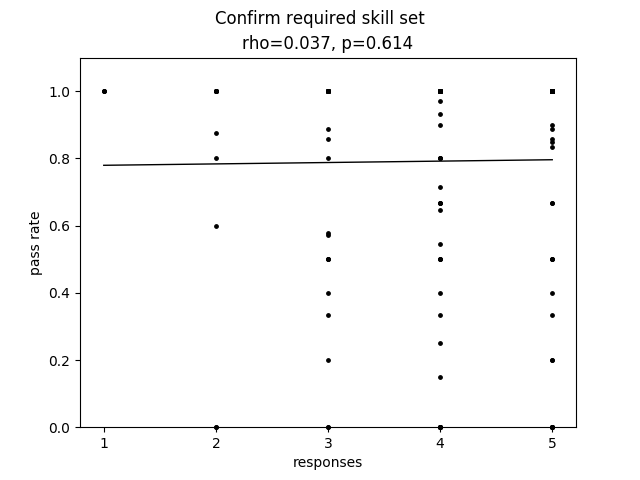 Confirm required skill set
rho=0.037, p=0.614
1.0
0.8
0.6
0.4
0.2
0.0
pass rate
1 2 3 4 5
responses